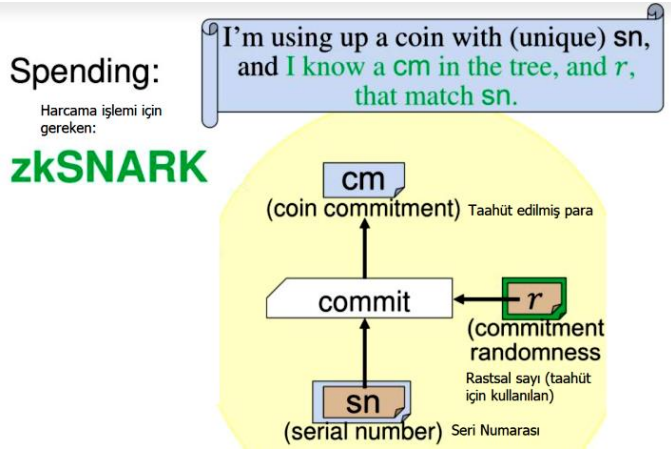 I'm using up a coin with (unique) sn,
and I know a cm in the tree, and r,
that match sn.
Spending:
Harcama işlemi için
gereken:
zkSNARK
cm
(coin commitment) Taahüt edilmiş para
commit
r
(commitment
randomness
Rastsal sayı (taahüt
için kullanılan)
sn
(serial number) Seri Numarası